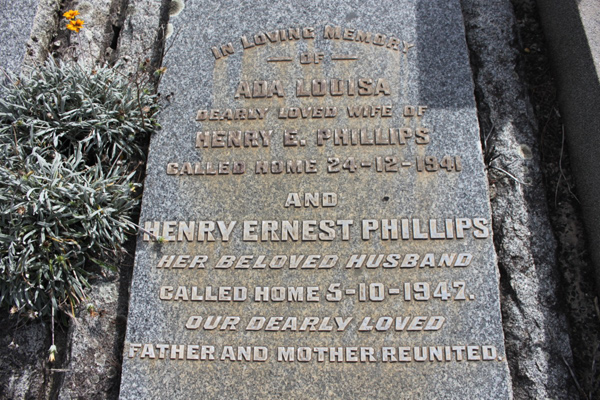 IN LOVING MEMORY
OF
ADA LOUISA
DEARLY LOVED WIFE OF
HENRY E. PHILLIPS
CALLED HOME 24-12-1941
AND
HENRY ERNEST PHILLIPS
HER BELOVED HUSBAND
CALLED HOME 5-10-1947.
OUR DEARLY LOVED
FATHER AND MOTHER REUNITED.